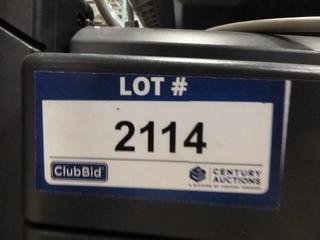 LOT #
2114
ClubBid
CENTURY
AUCTIONS